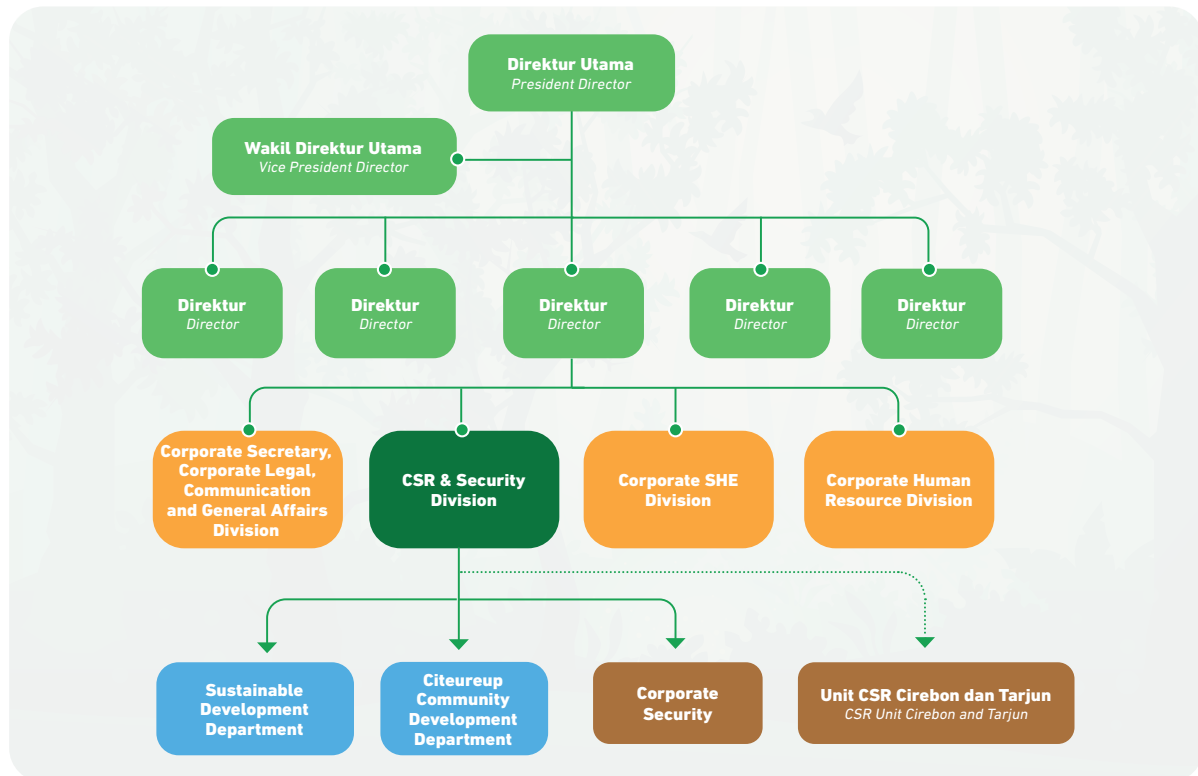 Direktur Utama
President Director
Wakil Direktur Utama
Vice President Director
Direktur
Director
Direktur
Director
Direktur
Director
Direktur
Director
Direktur
Director
Corporate Secretary,
Corporate Legal,
Communication
and General Affairs
Division
CSR & Security
Division
Corporate SHE
Division
Corporate Human
Resource Division
Sustainable
Development
Department
Citeureup
Community
Development
Department
Corporate
Security
Unit CSR Cirebon dan Tarjun
CSR Unit Cirebon and Tarjun